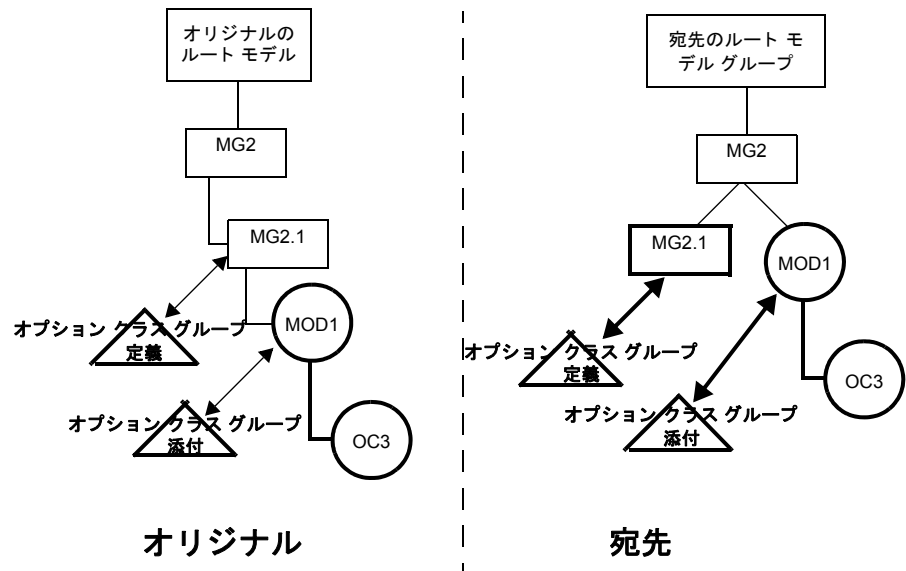 オリジナルの
ルート モデル
MG2
MG2.1
オプション クラス グループ
定義
MOD1
オプション クラス グループ
添付
OC3
オリジナル
宛先のルート モ
デル グループ
MG2
MG2.1
MOD1
オプション クラス グループ
定義
OC3
オプション クラス グループ
添付
宛先